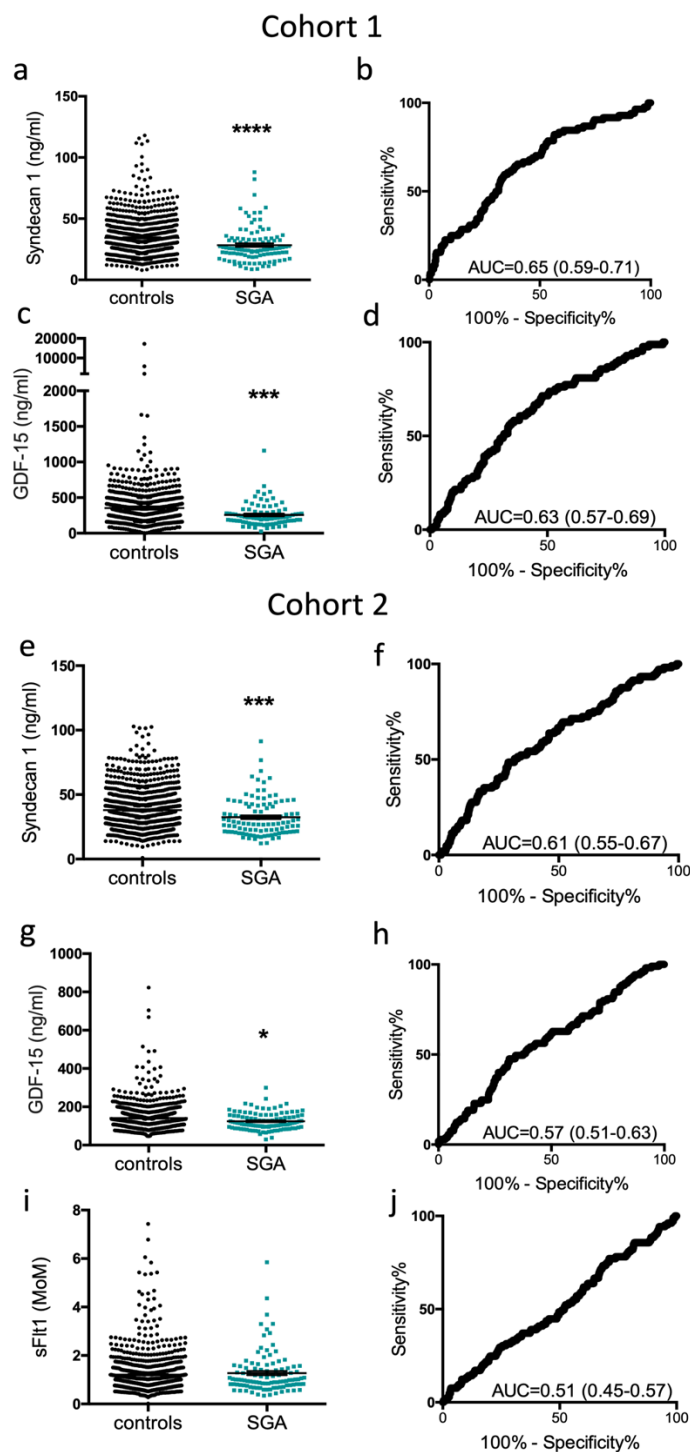 Cohort 1
a
Syndecan 1 (ng/ml)
150
100
50
0
****
controls
SGA
b
Sensitivity%
100
50
0
AUC=0.65 (0.59-0.71)
0
50
100
100% - Specificity%
c
GDF-15 (ng/ml)
20000
10000
2000
1500
1000
500
0
***
controls
SGA
d
Sensitivity%
100
50
0
AUC=0.63 (0.57-0.69)
0
50
100
100% - Specificity%
Cohort 2
e
Syndecan 1 (ng/ml)
150
100
50
0
***
controls
SGA
f
Sensitivity%
100
50
0
AUC=0.61 (0.55-0.67)
0
50
100
100% - Specificity%
g
GDF-15 (ng/ml)
1000
800
600
400
200
0
*
controls
SGA
h
Sensitivity%
100
50
0
AUC=0.57 (0.51-0.63)
0
50
100
100% - Specificity%
i
sFlt1 (MoM)
8
6
4
2
0
controls
SGA
j
Sensitivity%
100
50
0
AUC=0.51 (0.45-0.57)
0
50
100
100% - Specificity%